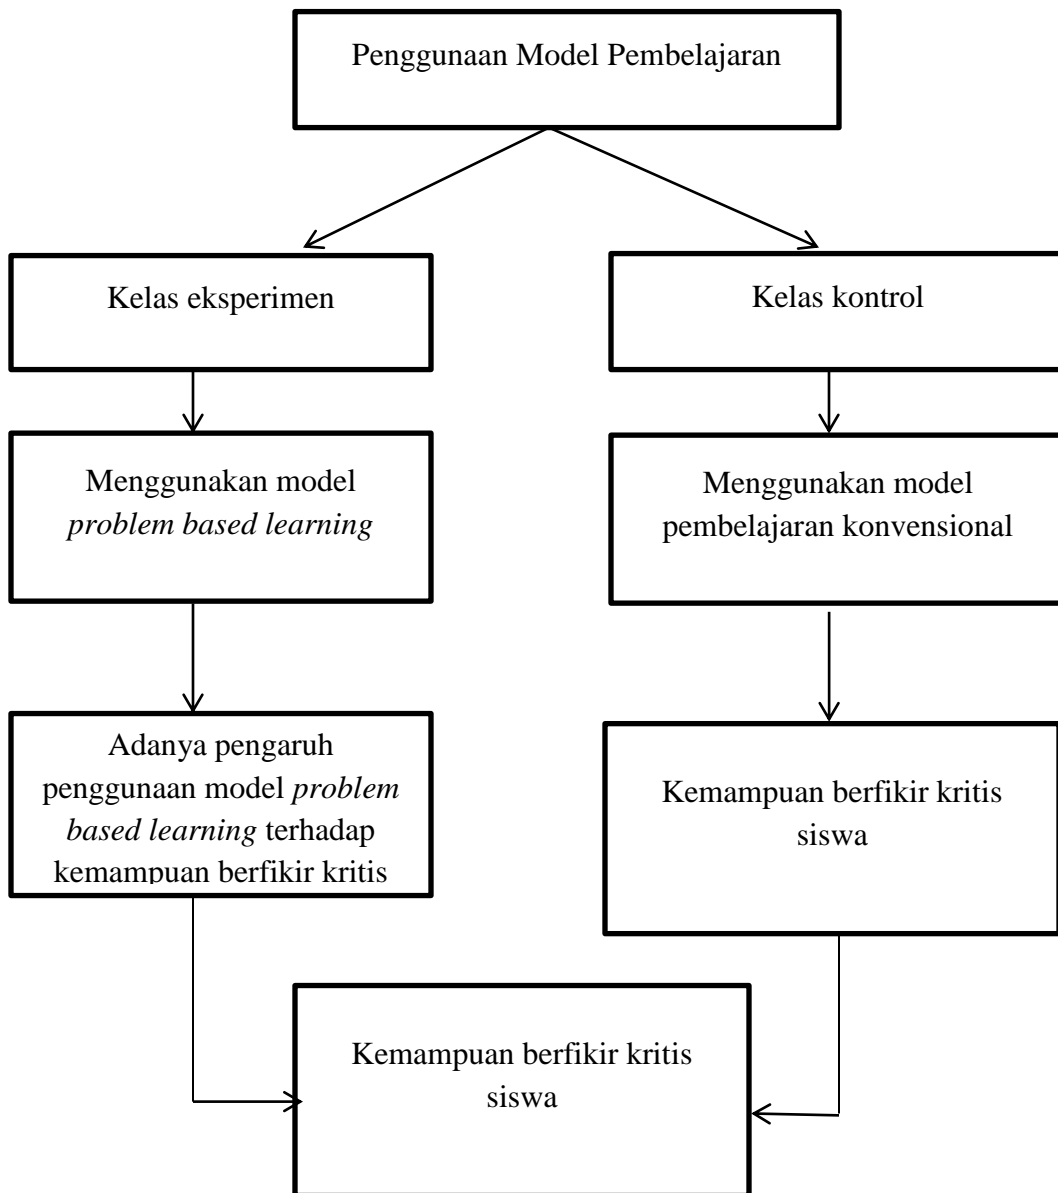 Penggunaan Model Pembelajaran
Kelas eksperimen
Kelas kontrol
Menggunakan model
problem based learning
Menggunakan model
pembelajaran konvensional
Adanya pengaruh
penggunaan model problem
based learning terhadap
kemampuan berfikir kritis
Kemampuan berfikir kritis
siswa
Kemampuan berfikir kritis
siswa